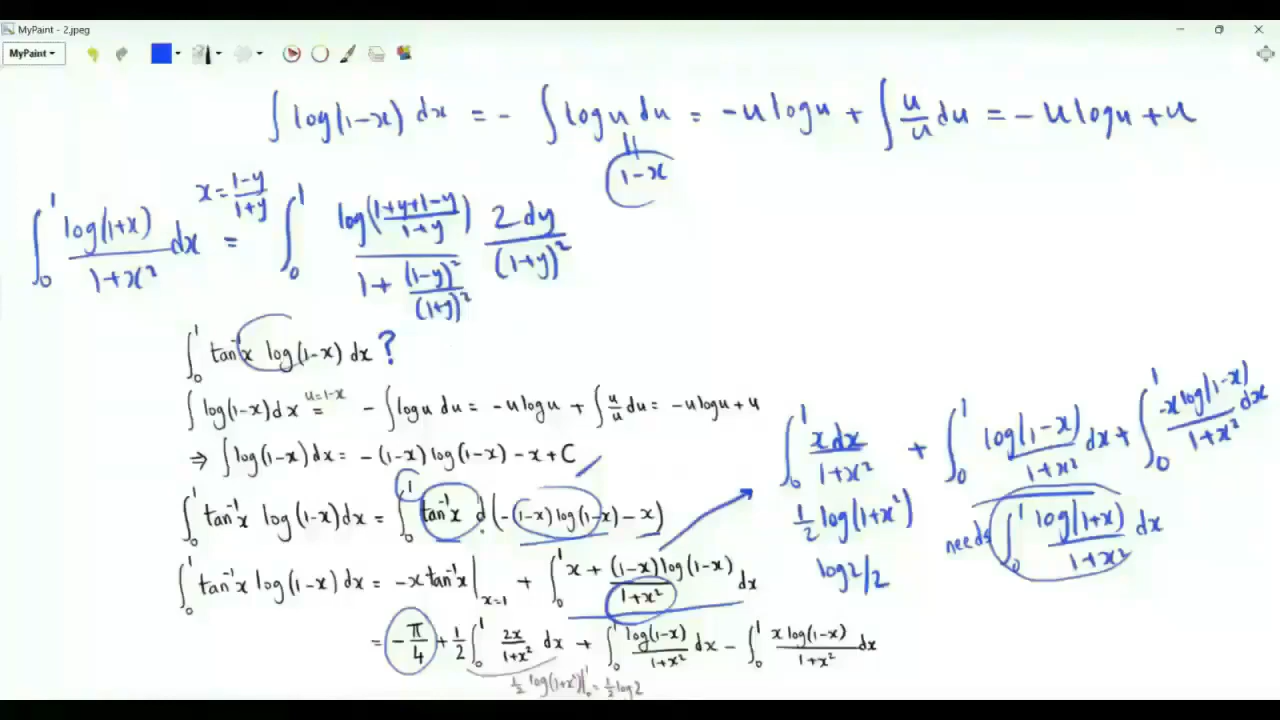 MyPaint - 2.jpeg
MyPaint
∫ log(1-x) dx = - ∫ log u du = -u log u + ∫ u/u du = - u log u + u
|| 1-x
∫₀¹ log(1+x)/(1+x²) dx = (x = (1-y)/(1+y)) ∫₀¹ log((1+y+1-y)/(1+y)) / (1 + (1-y)²/(1+y)²) 2dy/(1+y)²
∫₀¹ tan⁻¹x log(1-x) dx ?
∫ log(1-x) dx = (u=1-x) - ∫ log u du = -u log u + ∫ u/u du = -u log u + u
⇒ ∫ log(1-x) dx = -(1-x) log(1-x) - x + C
∫₀¹ tan⁻¹x log(1-x) dx = ∫₀¹ tan⁻¹x d(-(1-x) log(1-x) - x)
∫₀¹ tan⁻¹x log(1-x) dx = -x tan⁻¹x |ₓ₌₁ + ∫₀¹ x + (1-x) log(1-x) / 1+x² dx
= -π/4 + 1/2 ∫₀¹ 2x/(1+x²) dx + ∫₀¹ log(1-x)/(1+x²) dx - ∫₀¹ x log(1-x)/(1+x²) dx
1/2 log(1+x²)|₀¹ = 1/2 log 2
∫₀¹ x dx/(1+x²) + ∫₀¹ log(1-x)/(1+x²) dx + ∫₀¹ -x log(1-x)/(1+x²) dx
1/2 log(1+x²)
log 2/2
needs ∫₀¹ log(1+x)/(1+x²) dx